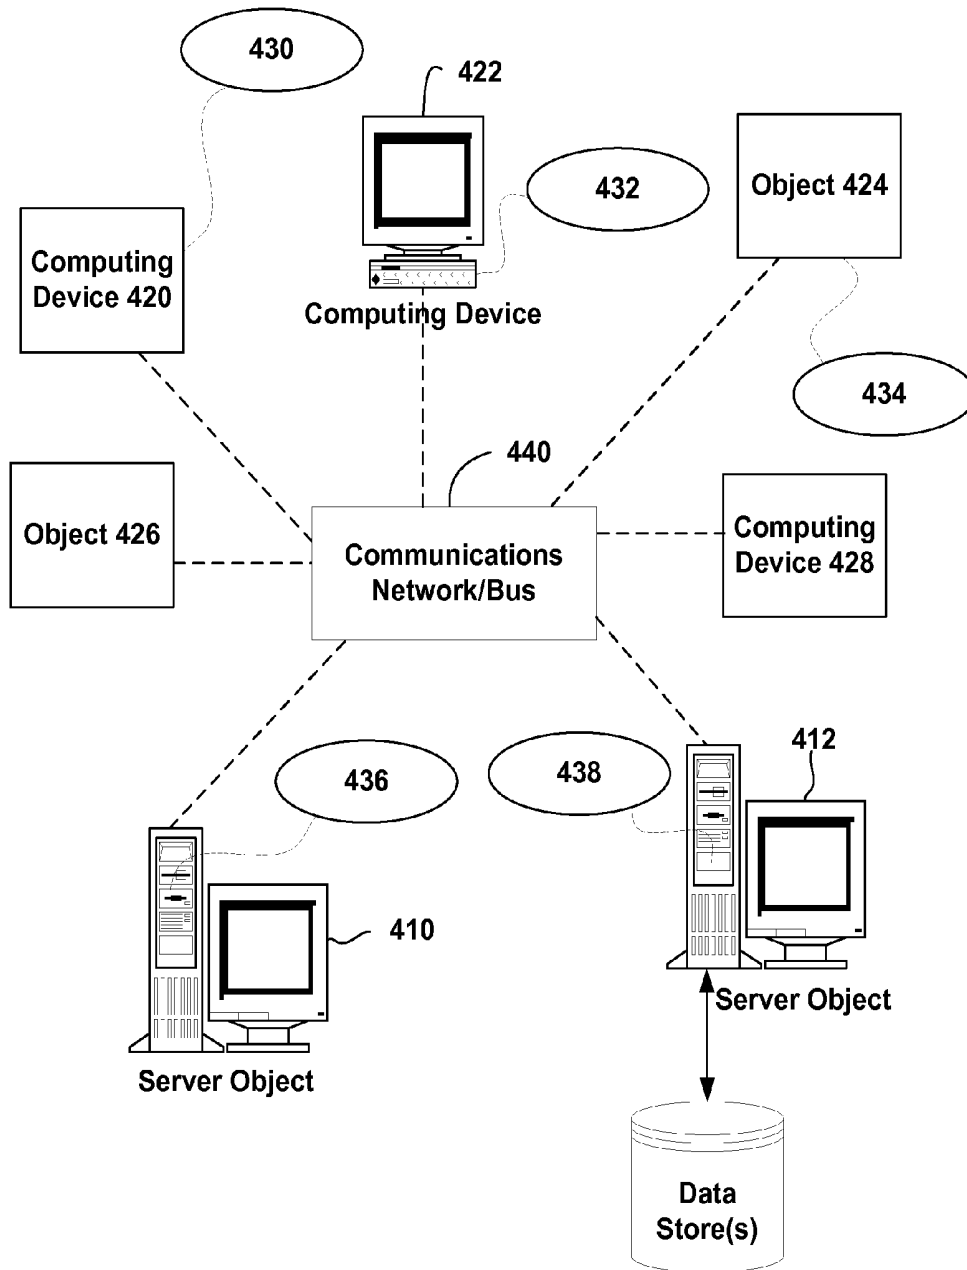 430
422
432
Object 424
Computing
Device 420
Computing Device
434
440
Object 426
Communications
Network/Bus
Computing
Device 428
436
438
412
410
Server Object
Server Object
Data
Store(s)